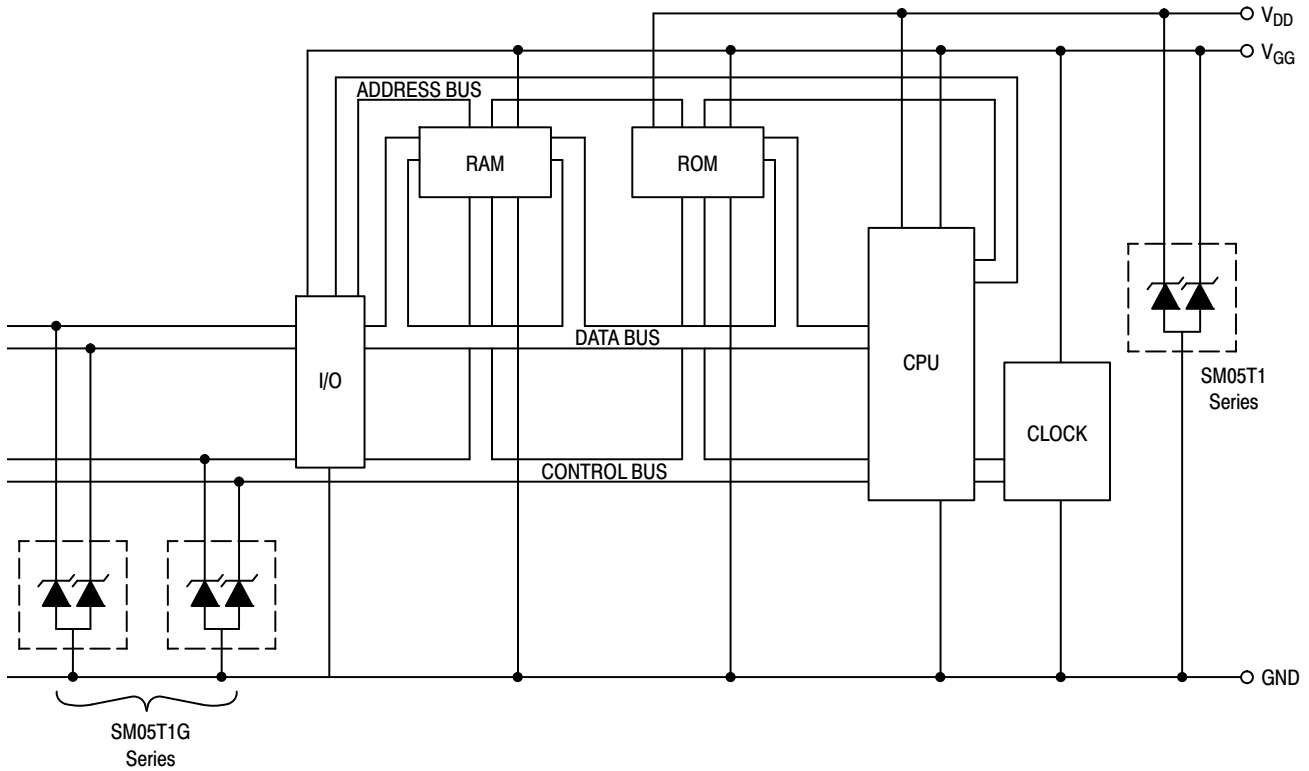 V_DD
V_GG
ADDRESS BUS
RAM
ROM
DATA BUS
I/O
CPU
SM05T1
Series
CLOCK
CONTROL BUS
GND
SM05T1G
Series